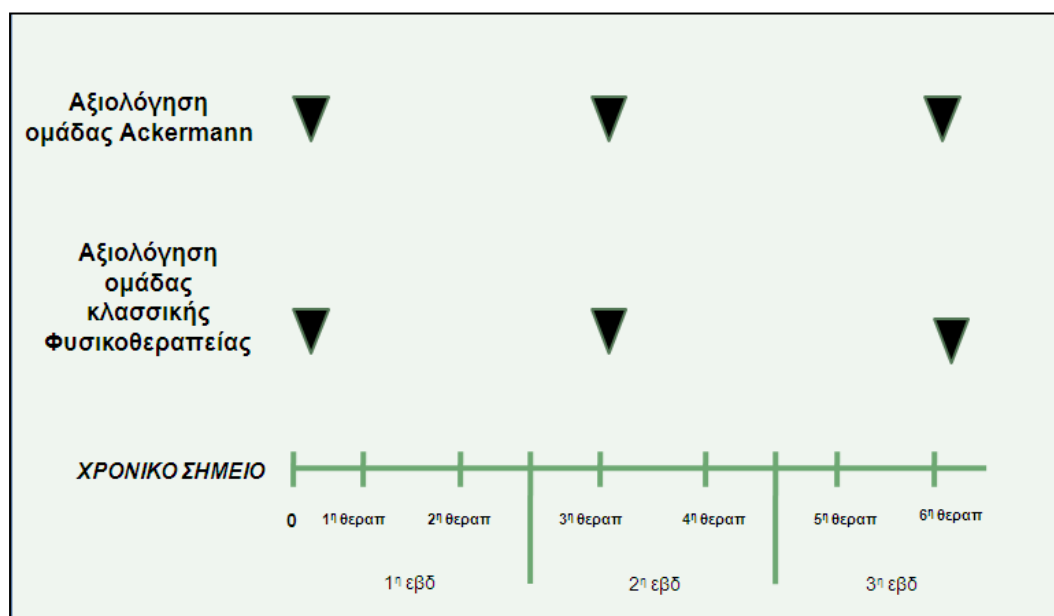 Αξιολόγηση
ομάδας Ackermann
Αξιολόγηση
ομάδας
κλασσικής
Φυσικοθεραπείας
ΧΡΟΝΙΚΟ ΣΗΜΕΙΟ
0 1η θεραπ 2η θεραπ 3η θεραπ 4η θεραπ 5η θεραπ 6η θεραπ
1η εβδ 2η εβδ 3η εβδ